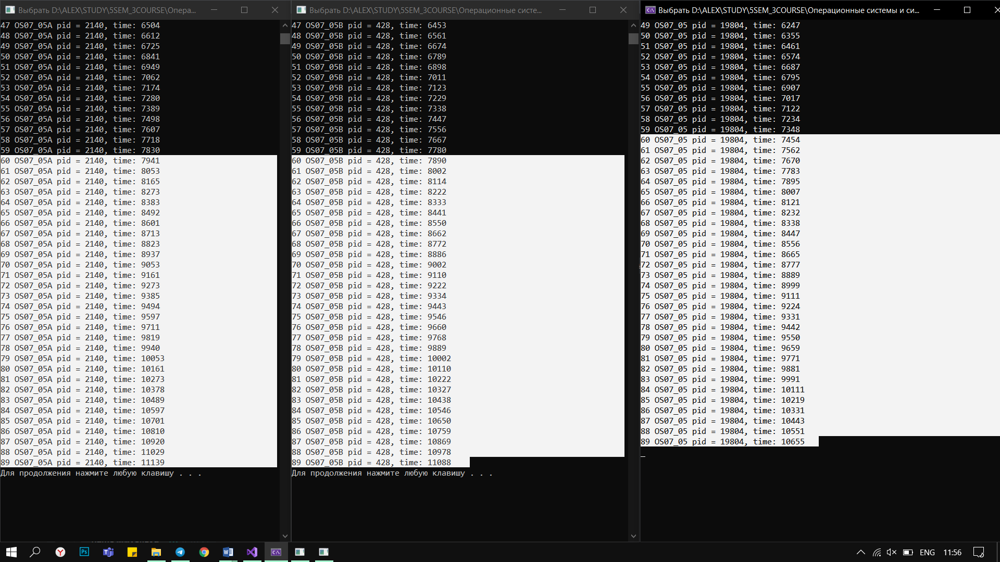 Выбрать D:\ALEX\STUDY\5SEM_3COURSE\Опера...
47 OS07_05A pid = 2140, time: 6504
48 OS07_05A pid = 2140, time: 6612
49 OS07_05A pid = 2140, time: 6725
50 OS07_05A pid = 2140, time: 6841
51 OS07_05A pid = 2140, time: 6949
52 OS07_05A pid = 2140, time: 7062
53 OS07_05A pid = 2140, time: 7174
54 OS07_05A pid = 2140, time: 7280
55 OS07_05A pid = 2140, time: 7389
56 OS07_05A pid = 2140, time: 7498
57 OS07_05A pid = 2140, time: 7607
58 OS07_05A pid = 2140, time: 7718
59 OS07_05A pid = 2140, time: 7830
60 OS07_05A pid = 2140, time: 7941
61 OS07_05A pid = 2140, time: 8053
62 OS07_05A pid = 2140, time: 8165
63 OS07_05A pid = 2140, time: 8273
64 OS07_05A pid = 2140, time: 8383
65 OS07_05A pid = 2140, time: 8492
66 OS07_05A pid = 2140, time: 8601
67 OS07_05A pid = 2140, time: 8713
68 OS07_05A pid = 2140, time: 8823
69 OS07_05A pid = 2140, time: 8937
70 OS07_05A pid = 2140, time: 9053
71 OS07_05A pid = 2140, time: 9161
72 OS07_05A pid = 2140, time: 9273
73 OS07_05A pid = 2140, time: 9385
74 OS07_05A pid = 2140, time: 9494
75 OS07_05A pid = 2140, time: 9597
76 OS07_05A pid = 2140, time: 9711
77 OS07_05A pid = 2140, time: 9819
78 OS07_05A pid = 2140, time: 9940
79 OS07_05A pid = 2140, time: 10053
80 OS07_05A pid = 2140, time: 10161
81 OS07_05A pid = 2140, time: 10273
82 OS07_05A pid = 2140, time: 10378
83 OS07_05A pid = 2140, time: 10489
84 OS07_05A pid = 2140, time: 10597
85 OS07_05A pid = 2140, time: 10701
86 OS07_05A pid = 2140, time: 10810
87 OS07_05A pid = 2140, time: 10920
88 OS07_05A pid = 2140, time: 11029
89 OS07_05A pid = 2140, time: 11139
Для продолжения нажмите любую клавишу . . .
Выбрать D:\ALEX\STUDY\5SEM_3COURSE\Операционные систе...
47 OS07_05B pid = 428, time: 6453
48 OS07_05B pid = 428, time: 6561
49 OS07_05B pid = 428, time: 6674
50 OS07_05B pid = 428, time: 6789
51 OS07_05B pid = 428, time: 6898
52 OS07_05B pid = 428, time: 7011
53 OS07_05B pid = 428, time: 7123
54 OS07_05B pid = 428, time: 7229
55 OS07_05B pid = 428, time: 7338
56 OS07_05B pid = 428, time: 7447
57 OS07_05B pid = 428, time: 7556
58 OS07_05B pid = 428, time: 7667
59 OS07_05B pid = 428, time: 7780
60 OS07_05B pid = 428, time: 7890
61 OS07_05B pid = 428, time: 8002
62 OS07_05B pid = 428, time: 8114
63 OS07_05B pid = 428, time: 8222
64 OS07_05B pid = 428, time: 8333
65 OS07_05B pid = 428, time: 8441
66 OS07_05B pid = 428, time: 8550
67 OS07_05B pid = 428, time: 8662
68 OS07_05B pid = 428, time: 8772
69 OS07_05B pid = 428, time: 8886
70 OS07_05B pid = 428, time: 9002
71 OS07_05B pid = 428, time: 9110
72 OS07_05B pid = 428, time: 9222
73 OS07_05B pid = 428, time: 9334
74 OS07_05B pid = 428, time: 9443
75 OS07_05B pid = 428, time: 9546
76 OS07_05B pid = 428, time: 9660
77 OS07_05B pid = 428, time: 9768
78 OS07_05B pid = 428, time: 9889
79 OS07_05B pid = 428, time: 10002
80 OS07_05B pid = 428, time: 10110
81 OS07_05B pid = 428, time: 10222
82 OS07_05B pid = 428, time: 10327
83 OS07_05B pid = 428, time: 10438
84 OS07_05B pid = 428, time: 10546
85 OS07_05B pid = 428, time: 10650
86 OS07_05B pid = 428, time: 10759
87 OS07_05B pid = 428, time: 10869
88 OS07_05B pid = 428, time: 10978
89 OS07_05B pid = 428, time: 11088
Для продолжения нажмите любую клавишу . . .
Выбрать D:\ALEX\STUDY\5SEM_3COURSE\Операционные системы и си...
49 OS07_05 pid = 19804, time: 6247
50 OS07_05 pid = 19804, time: 6355
51 OS07_05 pid = 19804, time: 6461
52 OS07_05 pid = 19804, time: 6574
53 OS07_05 pid = 19804, time: 6687
54 OS07_05 pid = 19804, time: 6795
55 OS07_05 pid = 19804, time: 6907
56 OS07_05 pid = 19804, time: 7017
57 OS07_05 pid = 19804, time: 7122
58 OS07_05 pid = 19804, time: 7234
59 OS07_05 pid = 19804, time: 7348
60 OS07_05 pid = 19804, time: 7454
61 OS07_05 pid = 19804, time: 7562
62 OS07_05 pid = 19804, time: 7670
63 OS07_05 pid = 19804, time: 7783
64 OS07_05 pid = 19804, time: 7895
65 OS07_05 pid = 19804, time: 8007
66 OS07_05 pid = 19804, time: 8121
67 OS07_05 pid = 19804, time: 8232
68 OS07_05 pid = 19804, time: 8338
69 OS07_05 pid = 19804, time: 8447
70 OS07_05 pid = 19804, time: 8556
71 OS07_05 pid = 19804, time: 8665
72 OS07_05 pid = 19804, time: 8777
73 OS07_05 pid = 19804, time: 8889
74 OS07_05 pid = 19804, time: 8999
75 OS07_05 pid = 19804, time: 9111
76 OS07_05 pid = 19804, time: 9224
77 OS07_05 pid = 19804, time: 9331
78 OS07_05 pid = 19804, time: 9442
79 OS07_05 pid = 19804, time: 9550
80 OS07_05 pid = 19804, time: 9659
81 OS07_05 pid = 19804, time: 9771
82 OS07_05 pid = 19804, time: 9881
83 OS07_05 pid = 19804, time: 9991
84 OS07_05 pid = 19804, time: 10111
85 OS07_05 pid = 19804, time: 10219
86 OS07_05 pid = 19804, time: 10331
87 OS07_05 pid = 19804, time: 10443
88 OS07_05 pid = 19804, time: 10551
89 OS07_05 pid = 19804, time: 10655
ENG 11:56